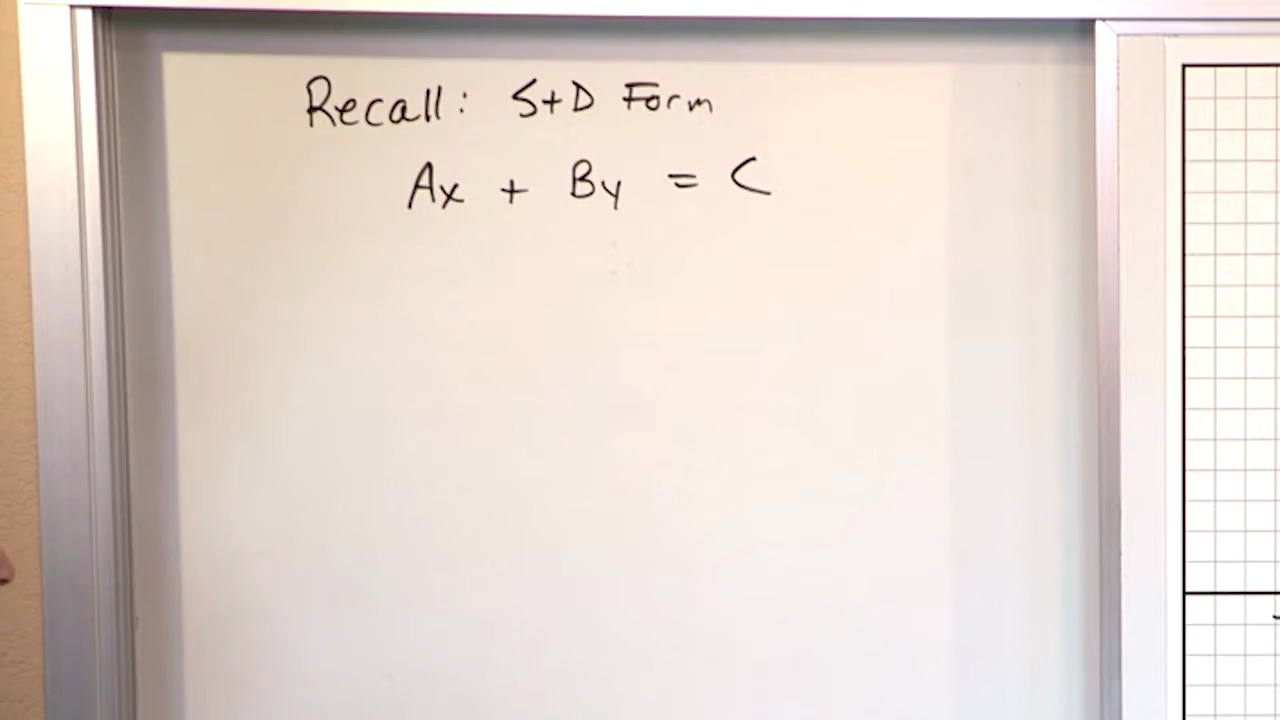 Recall: S+D Form
Ax + By = C